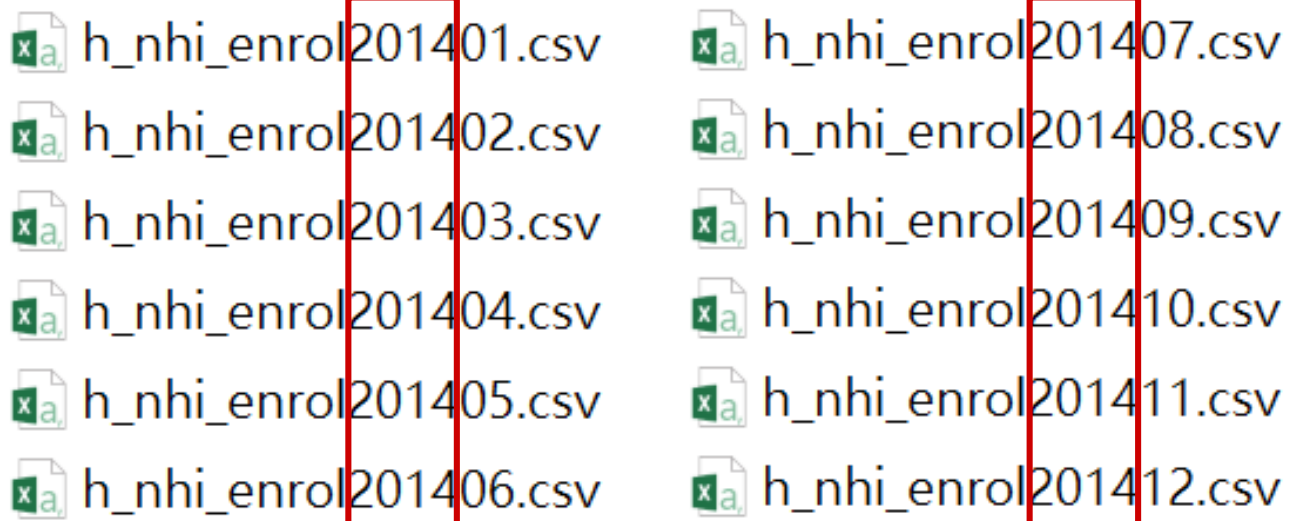 h_nhi_enrol201401.csv
h_nhi_enrol201402.csv
h_nhi_enrol201403.csv
h_nhi_enrol201404.csv
h_nhi_enrol201405.csv
h_nhi_enrol201406.csv
h_nhi_enrol201407.csv
h_nhi_enrol201408.csv
h_nhi_enrol201409.csv
h_nhi_enrol201410.csv
h_nhi_enrol201411.csv
h_nhi_enrol201412.csv